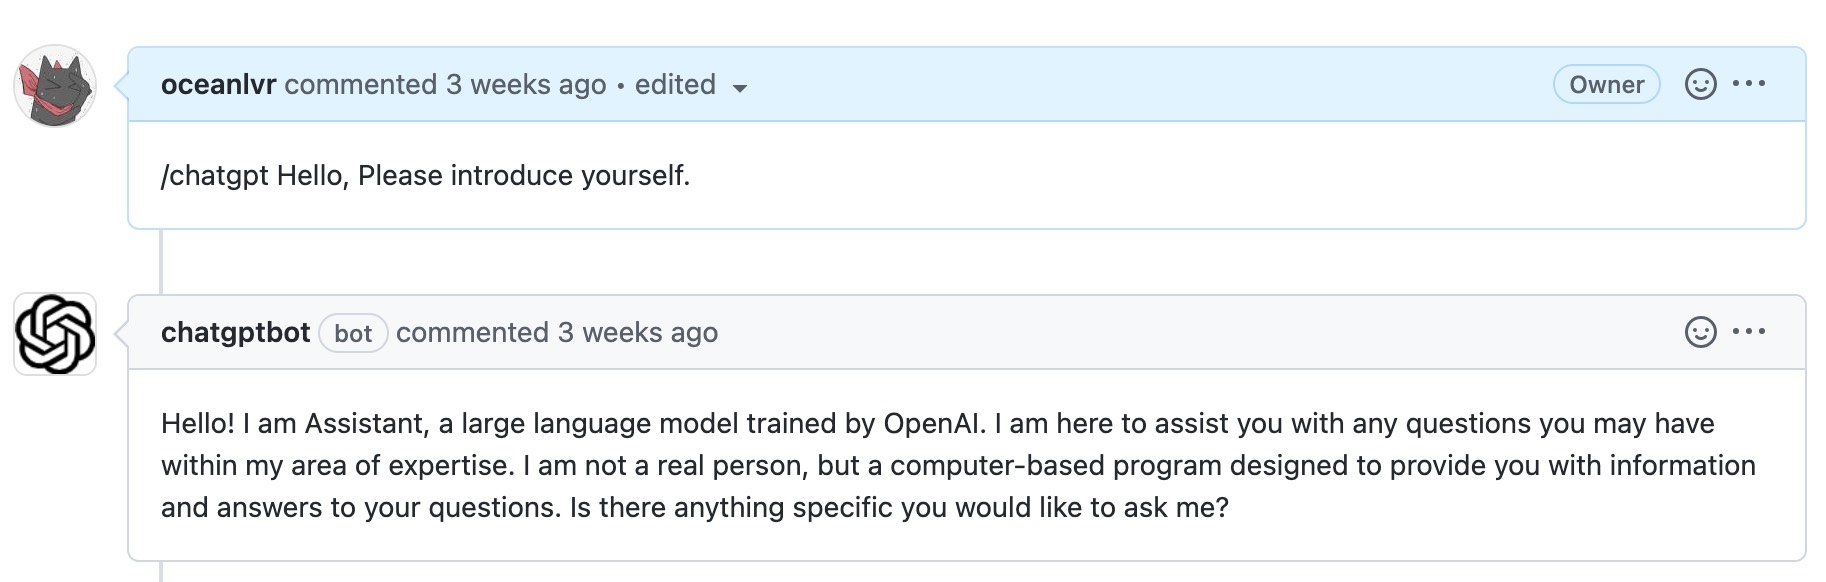 oceanlvr commented 3 weeks ago • edited
Owner
/chatgpt Hello, Please introduce yourself.
chatgptbot bot commented 3 weeks ago
Hello! I am Assistant, a large language model trained by OpenAI. I am here to assist you with any questions you may have
within my area of expertise. I am not a real person, but a computer-based program designed to provide you with information
and answers to your questions. Is there anything specific you would like to ask me?